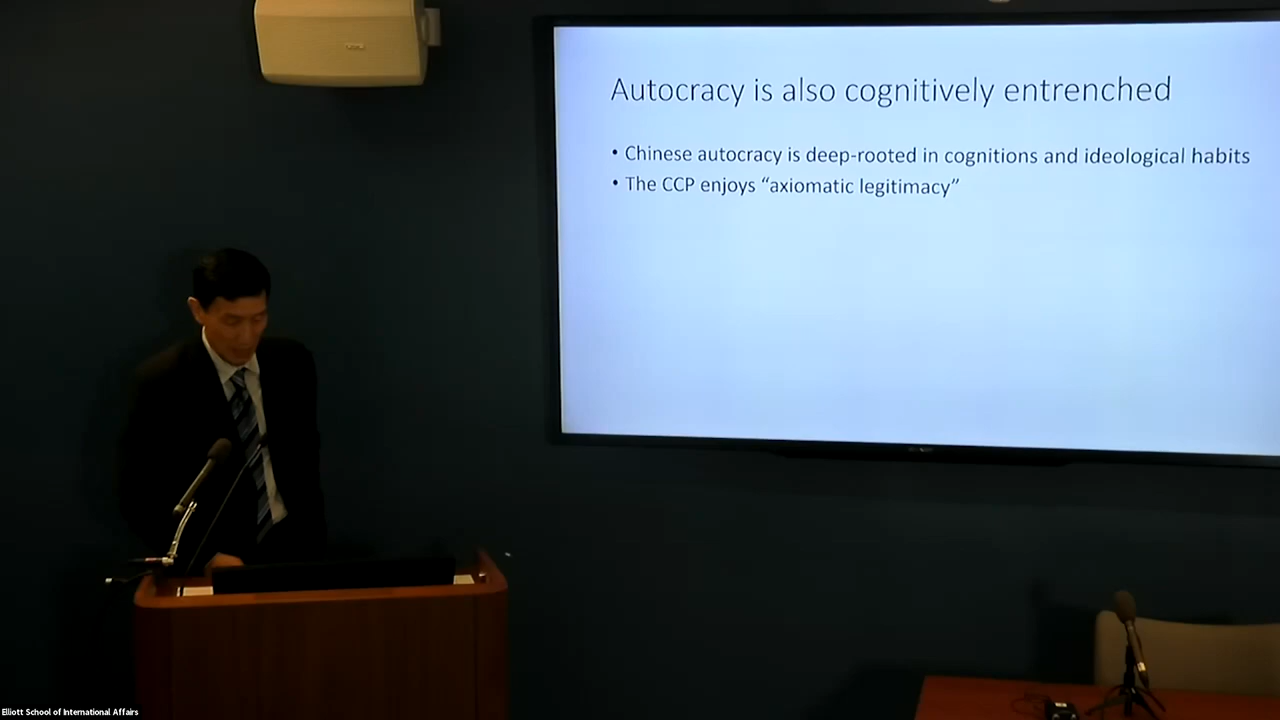 Autocracy is also cognitively entrenched
• Chinese autocracy is deep-rooted in cognitions and ideological habits
• The CCP enjoys “axiomatic legitimacy”
Elliott School of International Affairs